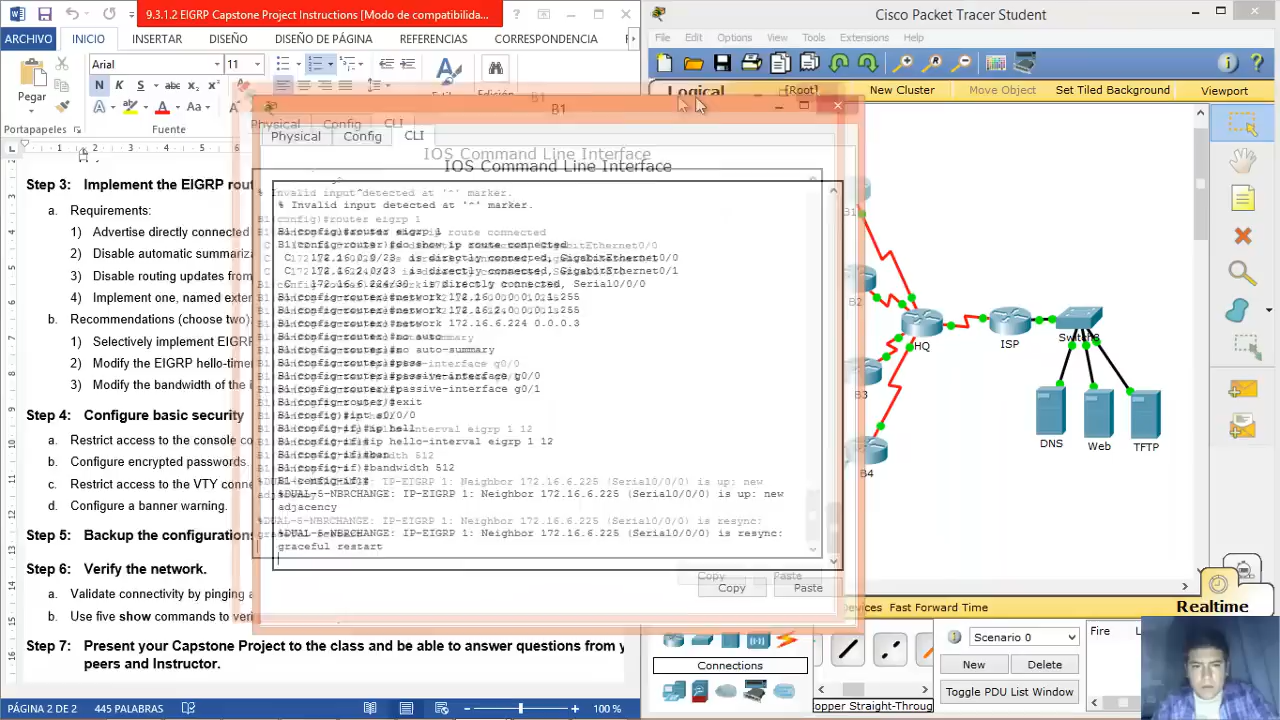 9.3.1.2 EIGRP Capstone Project Instructions [Modo de compatibilida...
ARCHIVO INICIO INSERTAR DISEÑO DISEÑO DE PÁGINA REFERENCIAS CORRESPONDENCIA
Arial 11
N K S abc x₂ x²
Pegar
Edición
Portapapeles Fuente
Step 3: Implement the EIGRP rou
a. Requirements:
1) Advertise directly connected
2) Disable automatic summariza
3) Disable routing updates from
4) Implement one named exter
b. Recommendations (choose two)
1) Selectively implement EIGR
2) Modify the EIGRP hello-timer
3) Modify the bandwidth of the i
Step 4: Configure basic security
a. Restrict access to the console
b. Configure encrypted passwords.
c. Restrict access to the VTY conne
d. Configure a banner warning.
Step 5: Backup the configurations
Step 6: Verify the network.
a. Validate connectivity by pinging a
b. Use five show commands to veri
Step 7: Present your Capstone Project to the class and be able to answer questions from y
peers and Instructor.
PÁGINA 2 DE 2 445 PALABRAS 100 %
B1
Physical Config CLI
IOS Command Line Interface
% Invalid input detected at '^' marker.
B1(config)#router eigrp 1
B1(config-router)#do show ip route connected
C 172.16.0.0/23 is directly connected, GigabitEthernet0/0
C 172.16.2.0/23 is directly connected, GigabitEthernet0/1
C 172.16.6.224/30 is directly connected, Serial0/0/0
B1(config-router)#network 172.16.0.0 0.0.1.255
B1(config-router)#network 172.16.2.0 0.0.1.255
B1(config-router)#network 172.16.6.224 0.0.0.3
B1(config-router)#no auto
B1(config-router)#no auto-summary
B1(config-router)#pass
B1(config-router)#passive-interface g0/0
B1(config-router)#passive-interface g0/1
B1(config-router)#exit
B1(config)#int s0/0/0
B1(config-if)#ip hell
B1(config-if)#ip hello-interval eigrp 1 12
B1(config-if)#ban
B1(config-if)#bandwidth 512
B1(config-if)#
%DUAL-5-NBRCHANGE: IP-EIGRP 1: Neighbor 172.16.6.225 (Serial0/0/0) is up: new
adjacency
%DUAL-5-NBRCHANGE: IP-EIGRP 1: Neighbor 172.16.6.225 (Serial0/0/0) is resync:
graceful restart
Copy Paste
Cisco Packet Tracer Student
File Edit Options View Tools Extensions Help
Logical [Root] New Cluster Move Object Set Tiled Background Viewport
B1
B2
B3
B4
HQ
ISP
DNS
Web
TFTP
Devices Fast Forward Time Realtime
Connections
Scenario 0
Fire
New Delete
Toggle PDU List Window
opper Straight-Throug